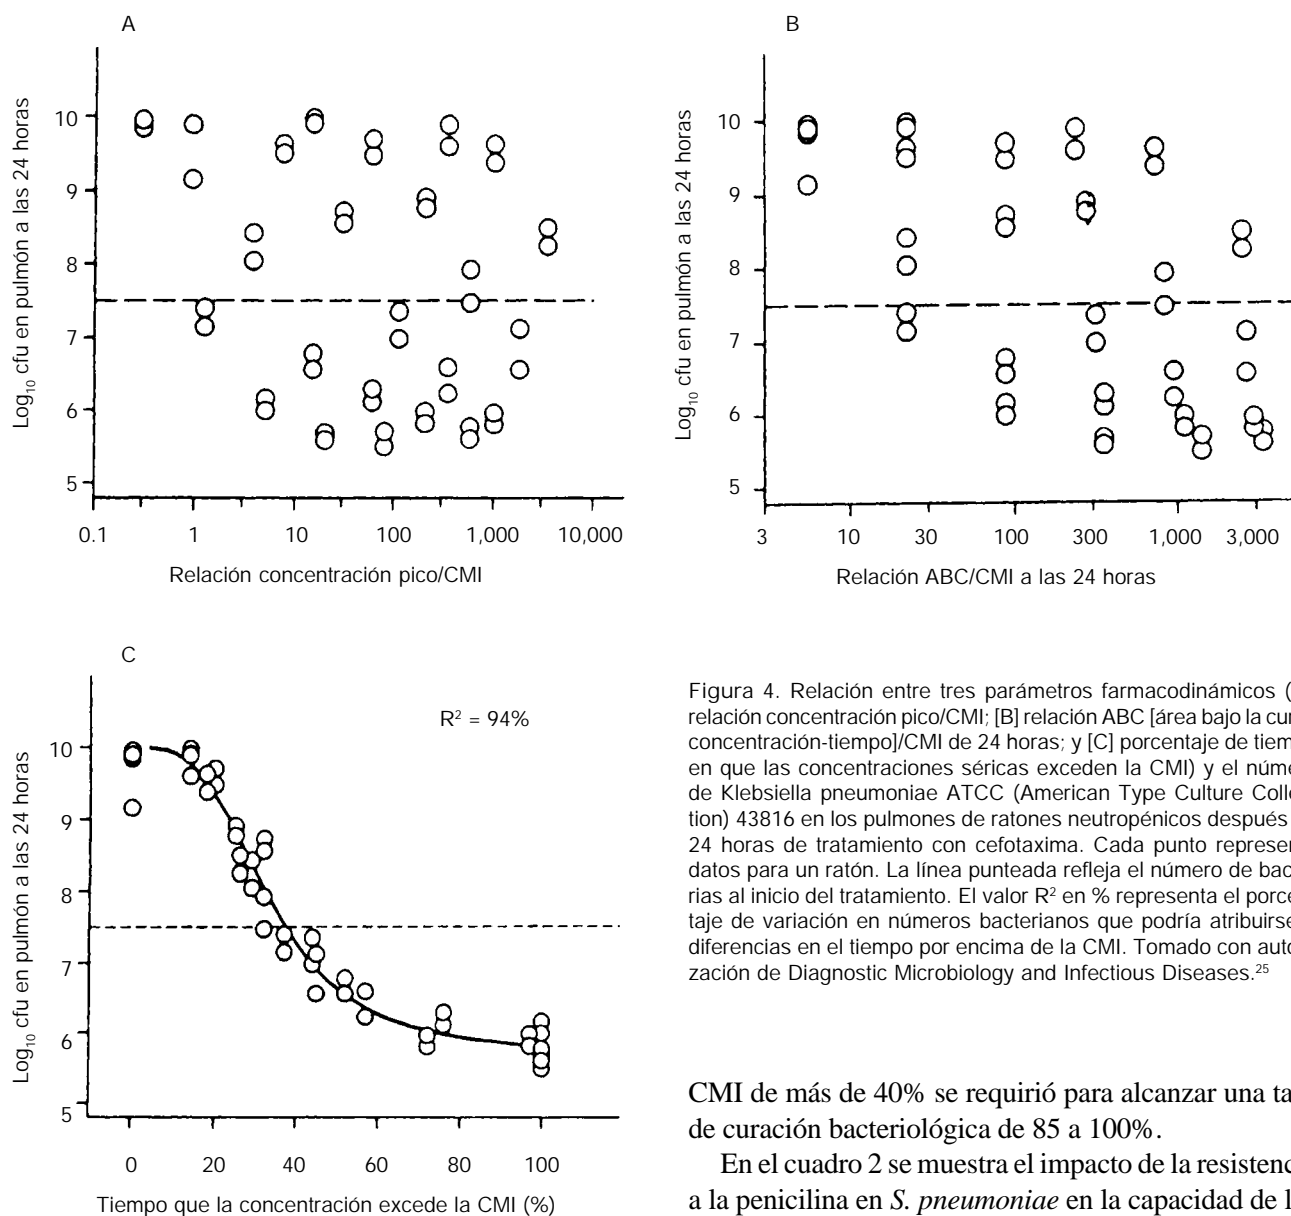 A
Log10 cfu en pulmón a las 24 horas
10
9
8
7
6
5
0.1 1 10 100 1,000 10,000
Relación concentración pico/CMI
B
Log10 cfu en pulmón a las 24 horas
10
9
8
7
6
5
3 10 30 100 300 1,000 3,000
Relación ABC/CMI a las 24 horas
C
R² = 94%
Log10 cfu en pulmón a las 24 horas
10
9
8
7
6
5
0 20 40 60 80 100
Tiempo que la concentración excede la CMI (%)
Figura 4. Relación entre tres parámetros farmacodinámicos (
relación concentración pico/CMI; [B] relación ABC [área bajo la cur
concentración-tiempo]/CMI de 24 horas; y [C] porcentaje de tiem
en que las concentraciones séricas exceden la CMI) y el núme
de Klebsiella pneumoniae ATCC (American Type Culture Colle
tion) 43816 en los pulmones de ratones neutropénicos después
24 horas de tratamiento con cefotaxima. Cada punto represen
datos para un ratón. La línea punteada refleja el número de bac
rias al inicio del tratamiento. El valor R² en % representa el porce
taje de variación en números bacterianos que podría atribuirse
diferencias en el tiempo por encima de la CMI. Tomado con auto
zación de Diagnostic Microbiology and Infectious Diseases.²⁵
CMI de más de 40% se requirió para alcanzar una ta
de curación bacteriológica de 85 a 100%.
En el cuadro 2 se muestra el impacto de la resistenc
a la penicilina en S. pneumoniae en la capacidad de l